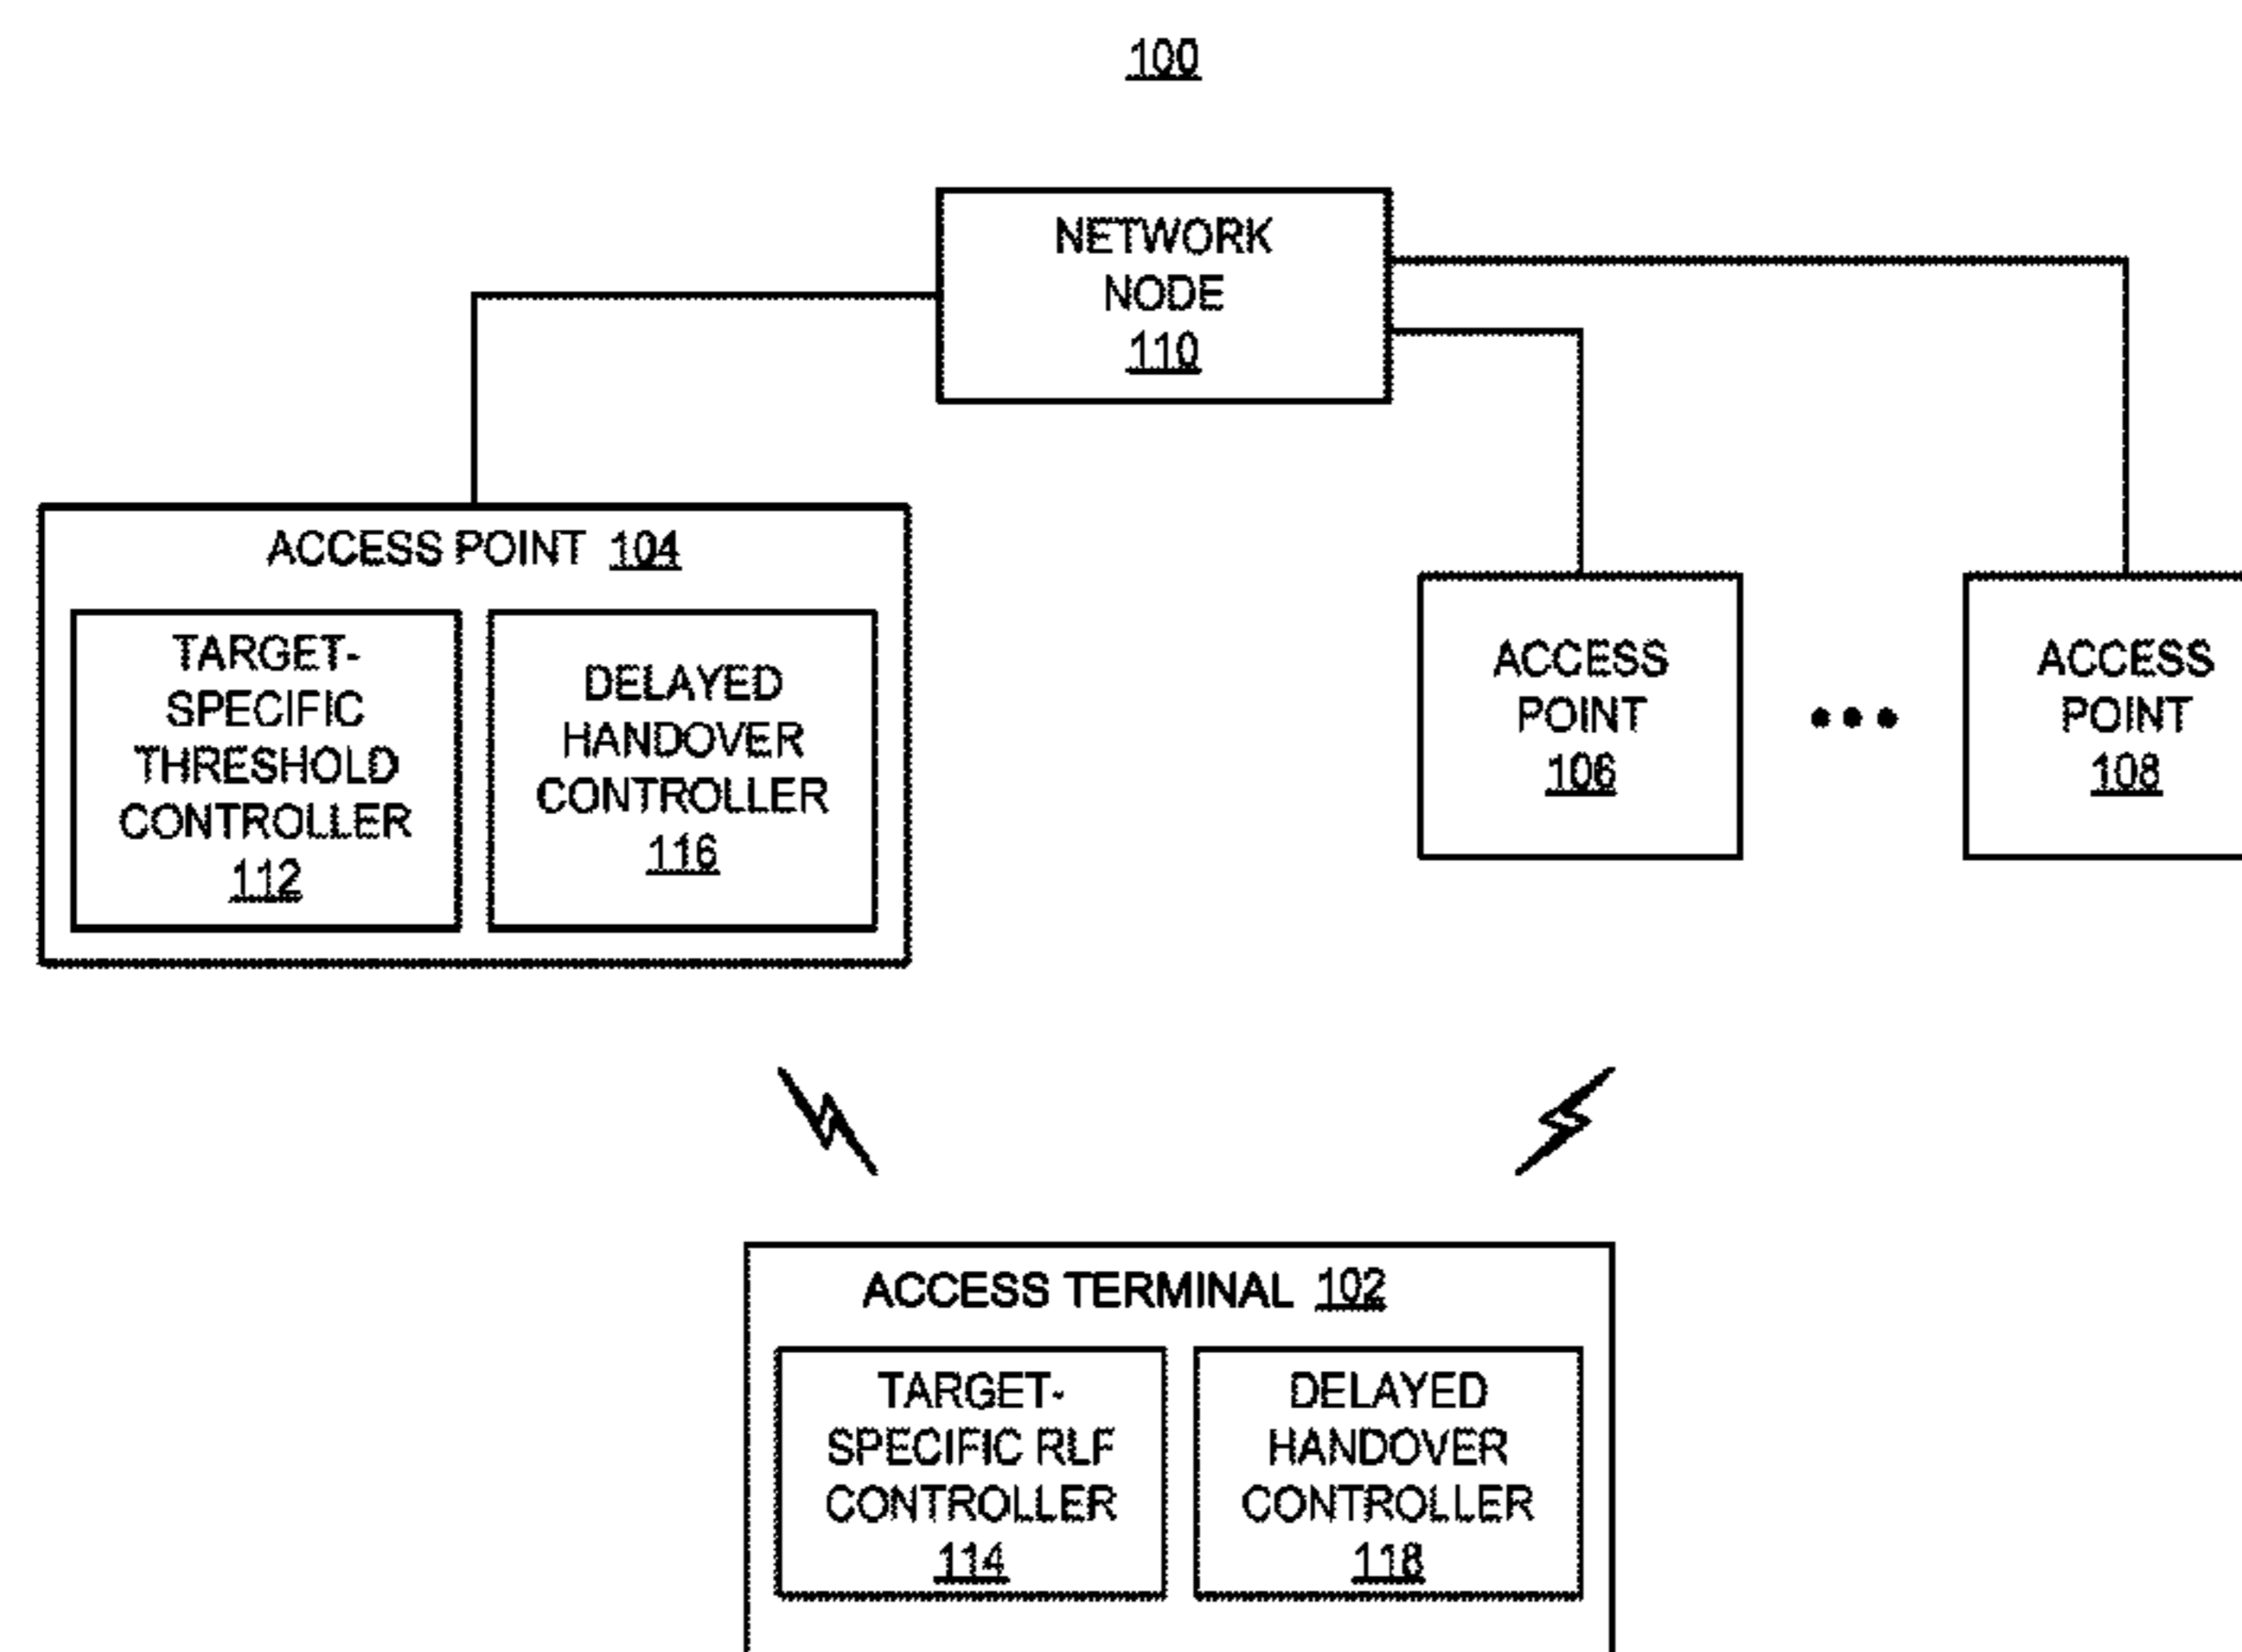 100
NETWORK
NODE
110
ACCESS POINT 104
TARGET-
SPECIFIC
THRESHOLD
CONTROLLER
112
DELAYED
HANDOVER
CONTROLLER
116
ACCESS
POINT
106
•••
ACCESS
POINT
108
ACCESS TERMINAL 102
TARGET-
SPECIFIC RLF
CONTROLLER
114
DELAYED
HANDOVER
CONTROLLER
118